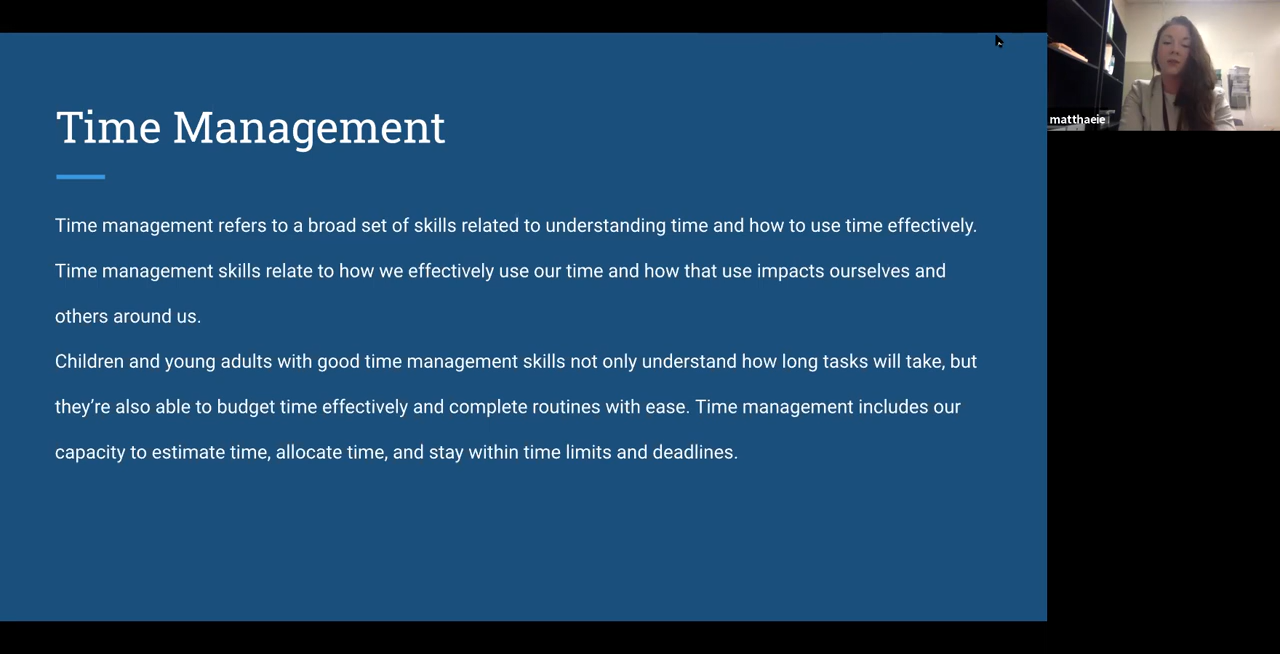 Time Management
Time management refers to a broad set of skills related to understanding time and how to use time effectively.
Time management skills relate to how we effectively use our time and how that use impacts ourselves and
others around us.
Children and young adults with good time management skills not only understand how long tasks will take, but
they’re also able to budget time effectively and complete routines with ease. Time management includes our
capacity to estimate time, allocate time, and stay within time limits and deadlines.
matthaeie